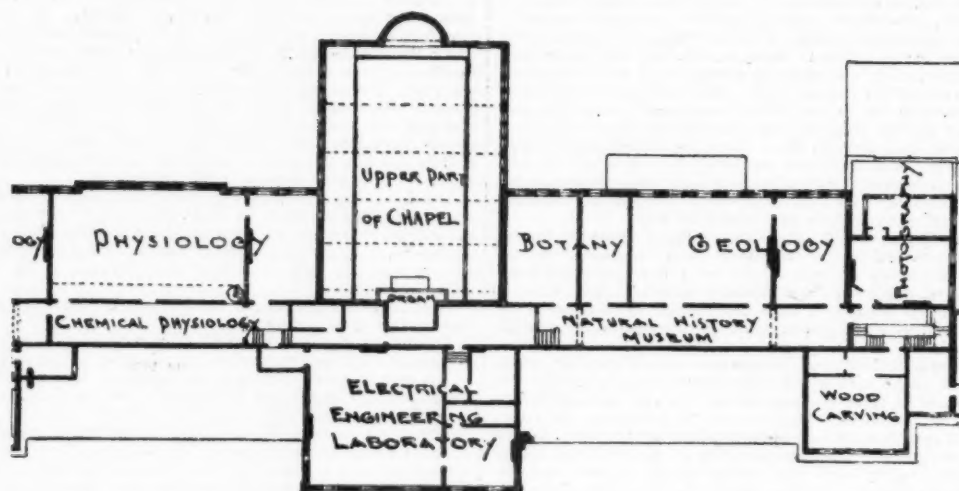 UPPER PART
OF CHAPEL
OGY
PHYSIOLOGY
BOTANY
GEOLOGY
PHOTOGRAPHY
ORGAN
CHEMICAL PHYSIOLOGY
NATURAL HISTORY
MUSEUM
ELECTRICAL
ENGINEERING
LABORATORY
WOOD
CARVING